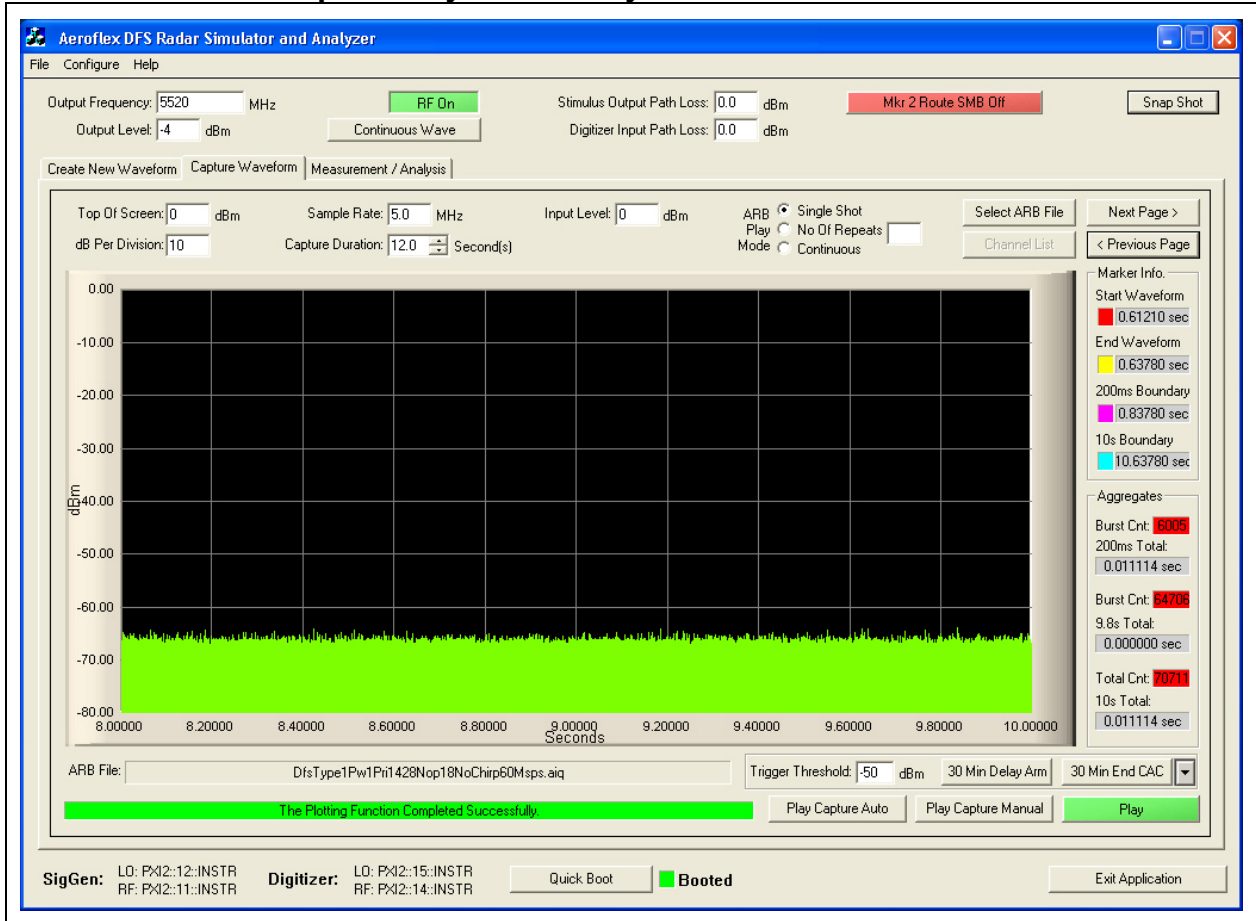 Aeroflex DFS Radar Simulator and Analyzer
File Configure Help
Output Frequency: 5520 MHz RF On Stimulus Output Path Loss: 0.0 dBm Mkr 2 Route SMB Off Snap Shot
Output Level: -4 dBm Continuous Wave Digitizer Input Path Loss: 0.0 dBm
Create New Waveform Capture Waveform Measurement / Analysis
Top Of Screen: 0 dBm Sample Rate: 5.0 MHz Input Level: 0 dBm ARB Play Mode Single Shot Select ARB File Next Page >
No Of Repeats
dB Per Division: 10 Capture Duration: 12.0 Second(s) Continuous Channel List < Previous Page
Marker Info.
Start Waveform
0.61210 sec
End Waveform
0.63780 sec
200ms Boundary
0.83780 sec
10s Boundary
10.63780 sec
Aggregates
Burst Cnt: 6005
200ms Total:
0.011114 sec
Burst Cnt: 64706
9.8s Total:
0.000000 sec
Total Cnt: 70711
10s Total:
0.011114 sec
0.00
-10.00
-20.00
-30.00
-40.00
-50.00
-60.00
-70.00
-80.00
dBm
8.00000 8.20000 8.40000 8.60000 8.80000 9.00000 9.20000 9.40000 9.60000 9.80000 10.00000
Seconds
ARB File: DfsType1Pw1Pri1428Nop18NoChirp60Msps.aiq Trigger Threshold: -50 dBm 30 Min Delay Arm 30 Min End CAC
The Plotting Function Completed Successfully. Play Capture Auto Play Capture Manual Play
SigGen: LO: PXI2::12::INSTR Digitizer: LO: PXI2::15::INSTR Quick Boot Booted Exit Application
RF: PXI2::11::INSTR RF: PXI2::14::INSTR